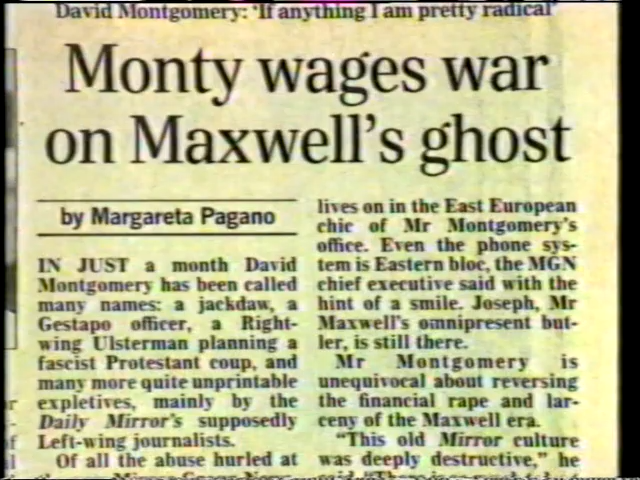 David Montgomery: 'If anything I am pretty radical'
Monty wages war
on Maxwell's ghost
by Margareta Pagano
IN JUST a month David
Montgomery has been called
many names: a jackdaw, a
Gestapo officer, a Right-
wing Ulsterman planning a
fascist Protestant coup, and
many more quite unprintable
expletives, mainly by the
Daily Mirror's supposedly
Left-wing journalists.
Of all the abuse hurled at
lives on in the East European
chic of Mr Montgomery's
office. Even the phone sys-
tem is Eastern bloc, the MGN
chief executive said with the
hint of a smile. Joseph, Mr
Maxwell's omnipresent but-
ler, is still there.
Mr Montgomery is
unequivocal about reversing
the financial rape and lar-
ceny of the Maxwell era.
"This old Mirror culture
was deeply destructive," he